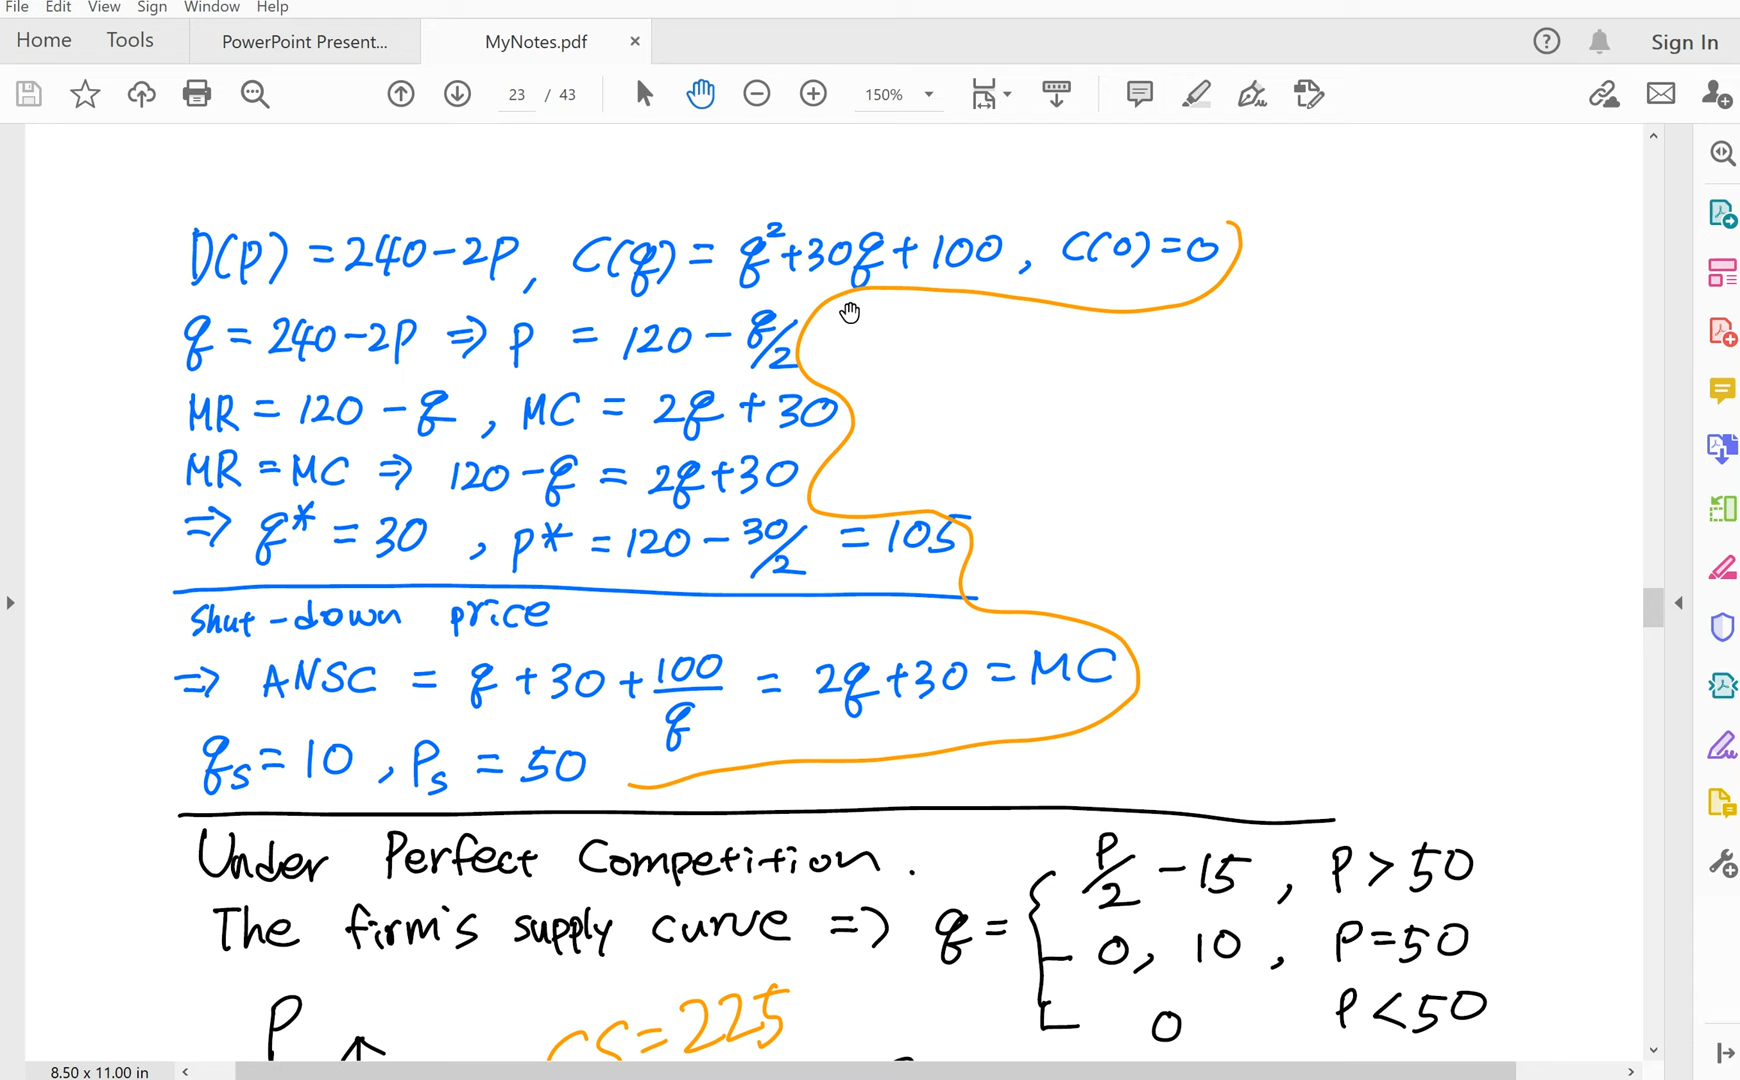 File Edit View Sign Window Help
Home Tools PowerPoint Present... MyNotes.pdf × Sign In
23 / 43 150%
D(p) = 240-2p, C(q) = q²+30q+100, C(0)=0
q = 240-2p ⇒ p = 120 - q/2
MR = 120 - q, MC = 2q + 30
MR = MC ⇒ 120 - q = 2q+30
⇒ q* = 30, p* = 120 - 30/2 = 105
Shut-down price
⇒ ANSC = q + 30 + 100/q = 2q+30 = MC
qs = 10, Ps = 50
Under Perfect Competition.
The firm's supply curve ⇒ q = { P/2 - 15, P > 50
0, 10, P=50
0 P < 50
P
CS = 225
8.50 x 11.00 in